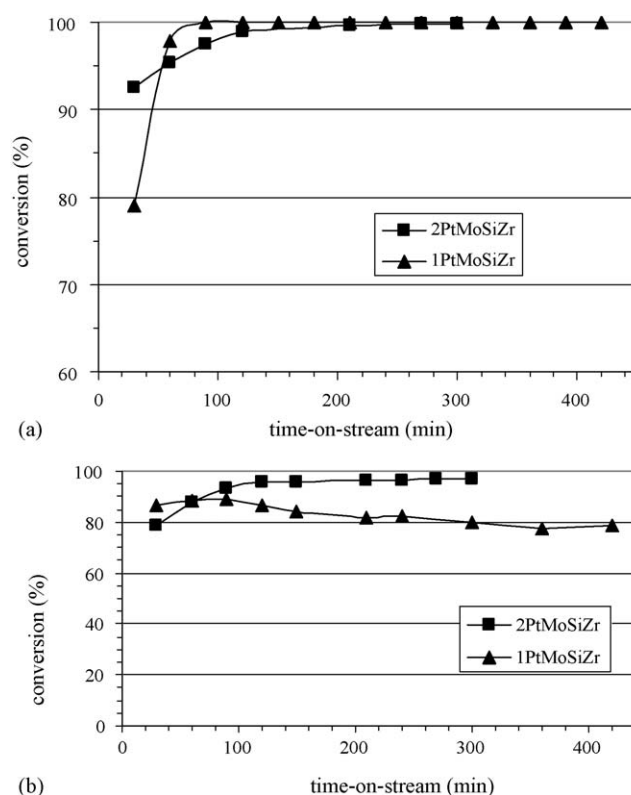 100
90
80
70
60
conversion (%)
2PtMoSiZr
1PtMoSiZr
0 100 200 300 400
(a) time-on-stream (min)
100
80
60
40
20
0
conversion (%)
2PtMoSiZr
1PtMoSiZr
0 100 200 300 400
(b) time-on-stream (min)